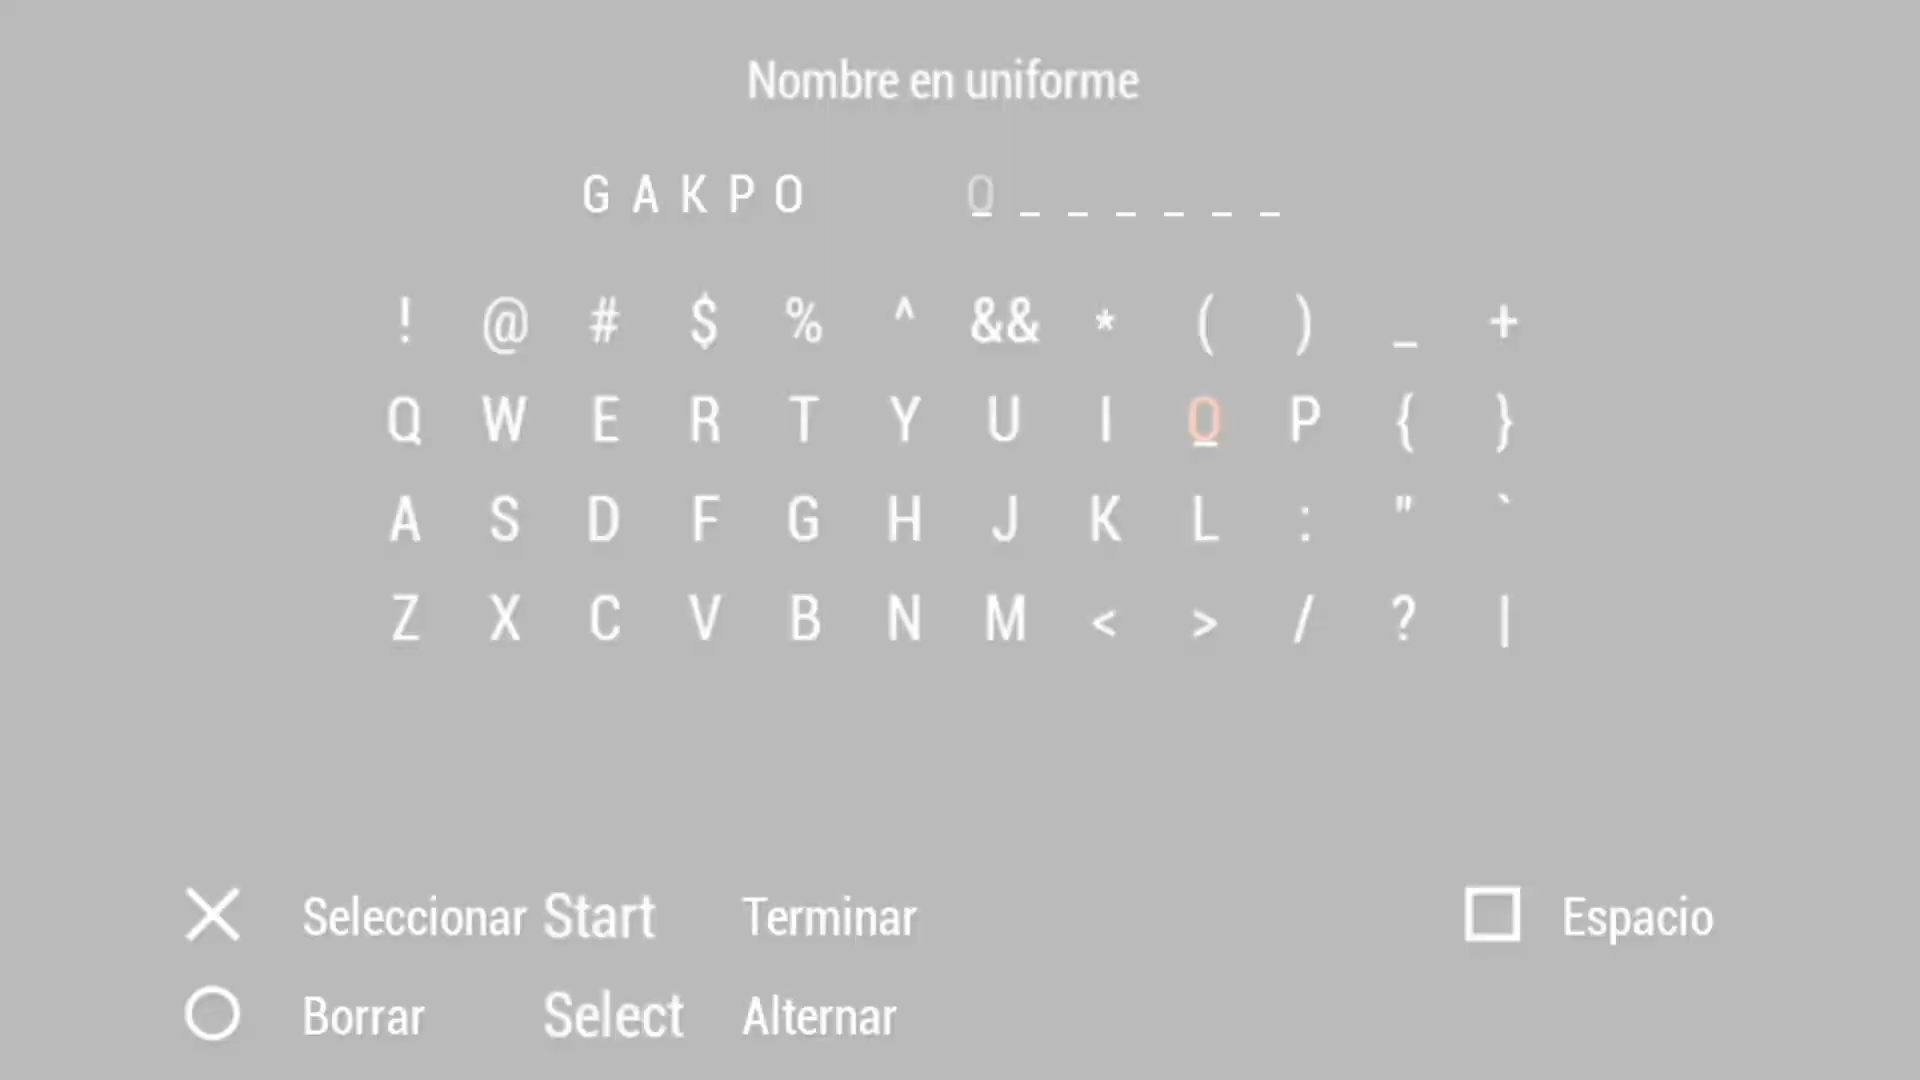 Nombre en uniforme
GAKPO O _ _ _ _ _ _
! @ # $ % ^ && * ( ) _ +
Q W E R T Y U I O P { }
A S D F G H J K L : " `
Z X C V B N M < > / ? |
Seleccionar Start Terminar Espacio
Borrar Select Alternar